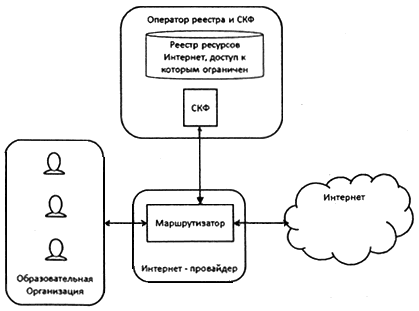 Оператор реестра и СКФ
Реестр ресурсов
Интернет, доступ к
которым ограничен
СКФ
Интернет
Маршрутизатор
Интернет - провайдер
Образовательная
Организация